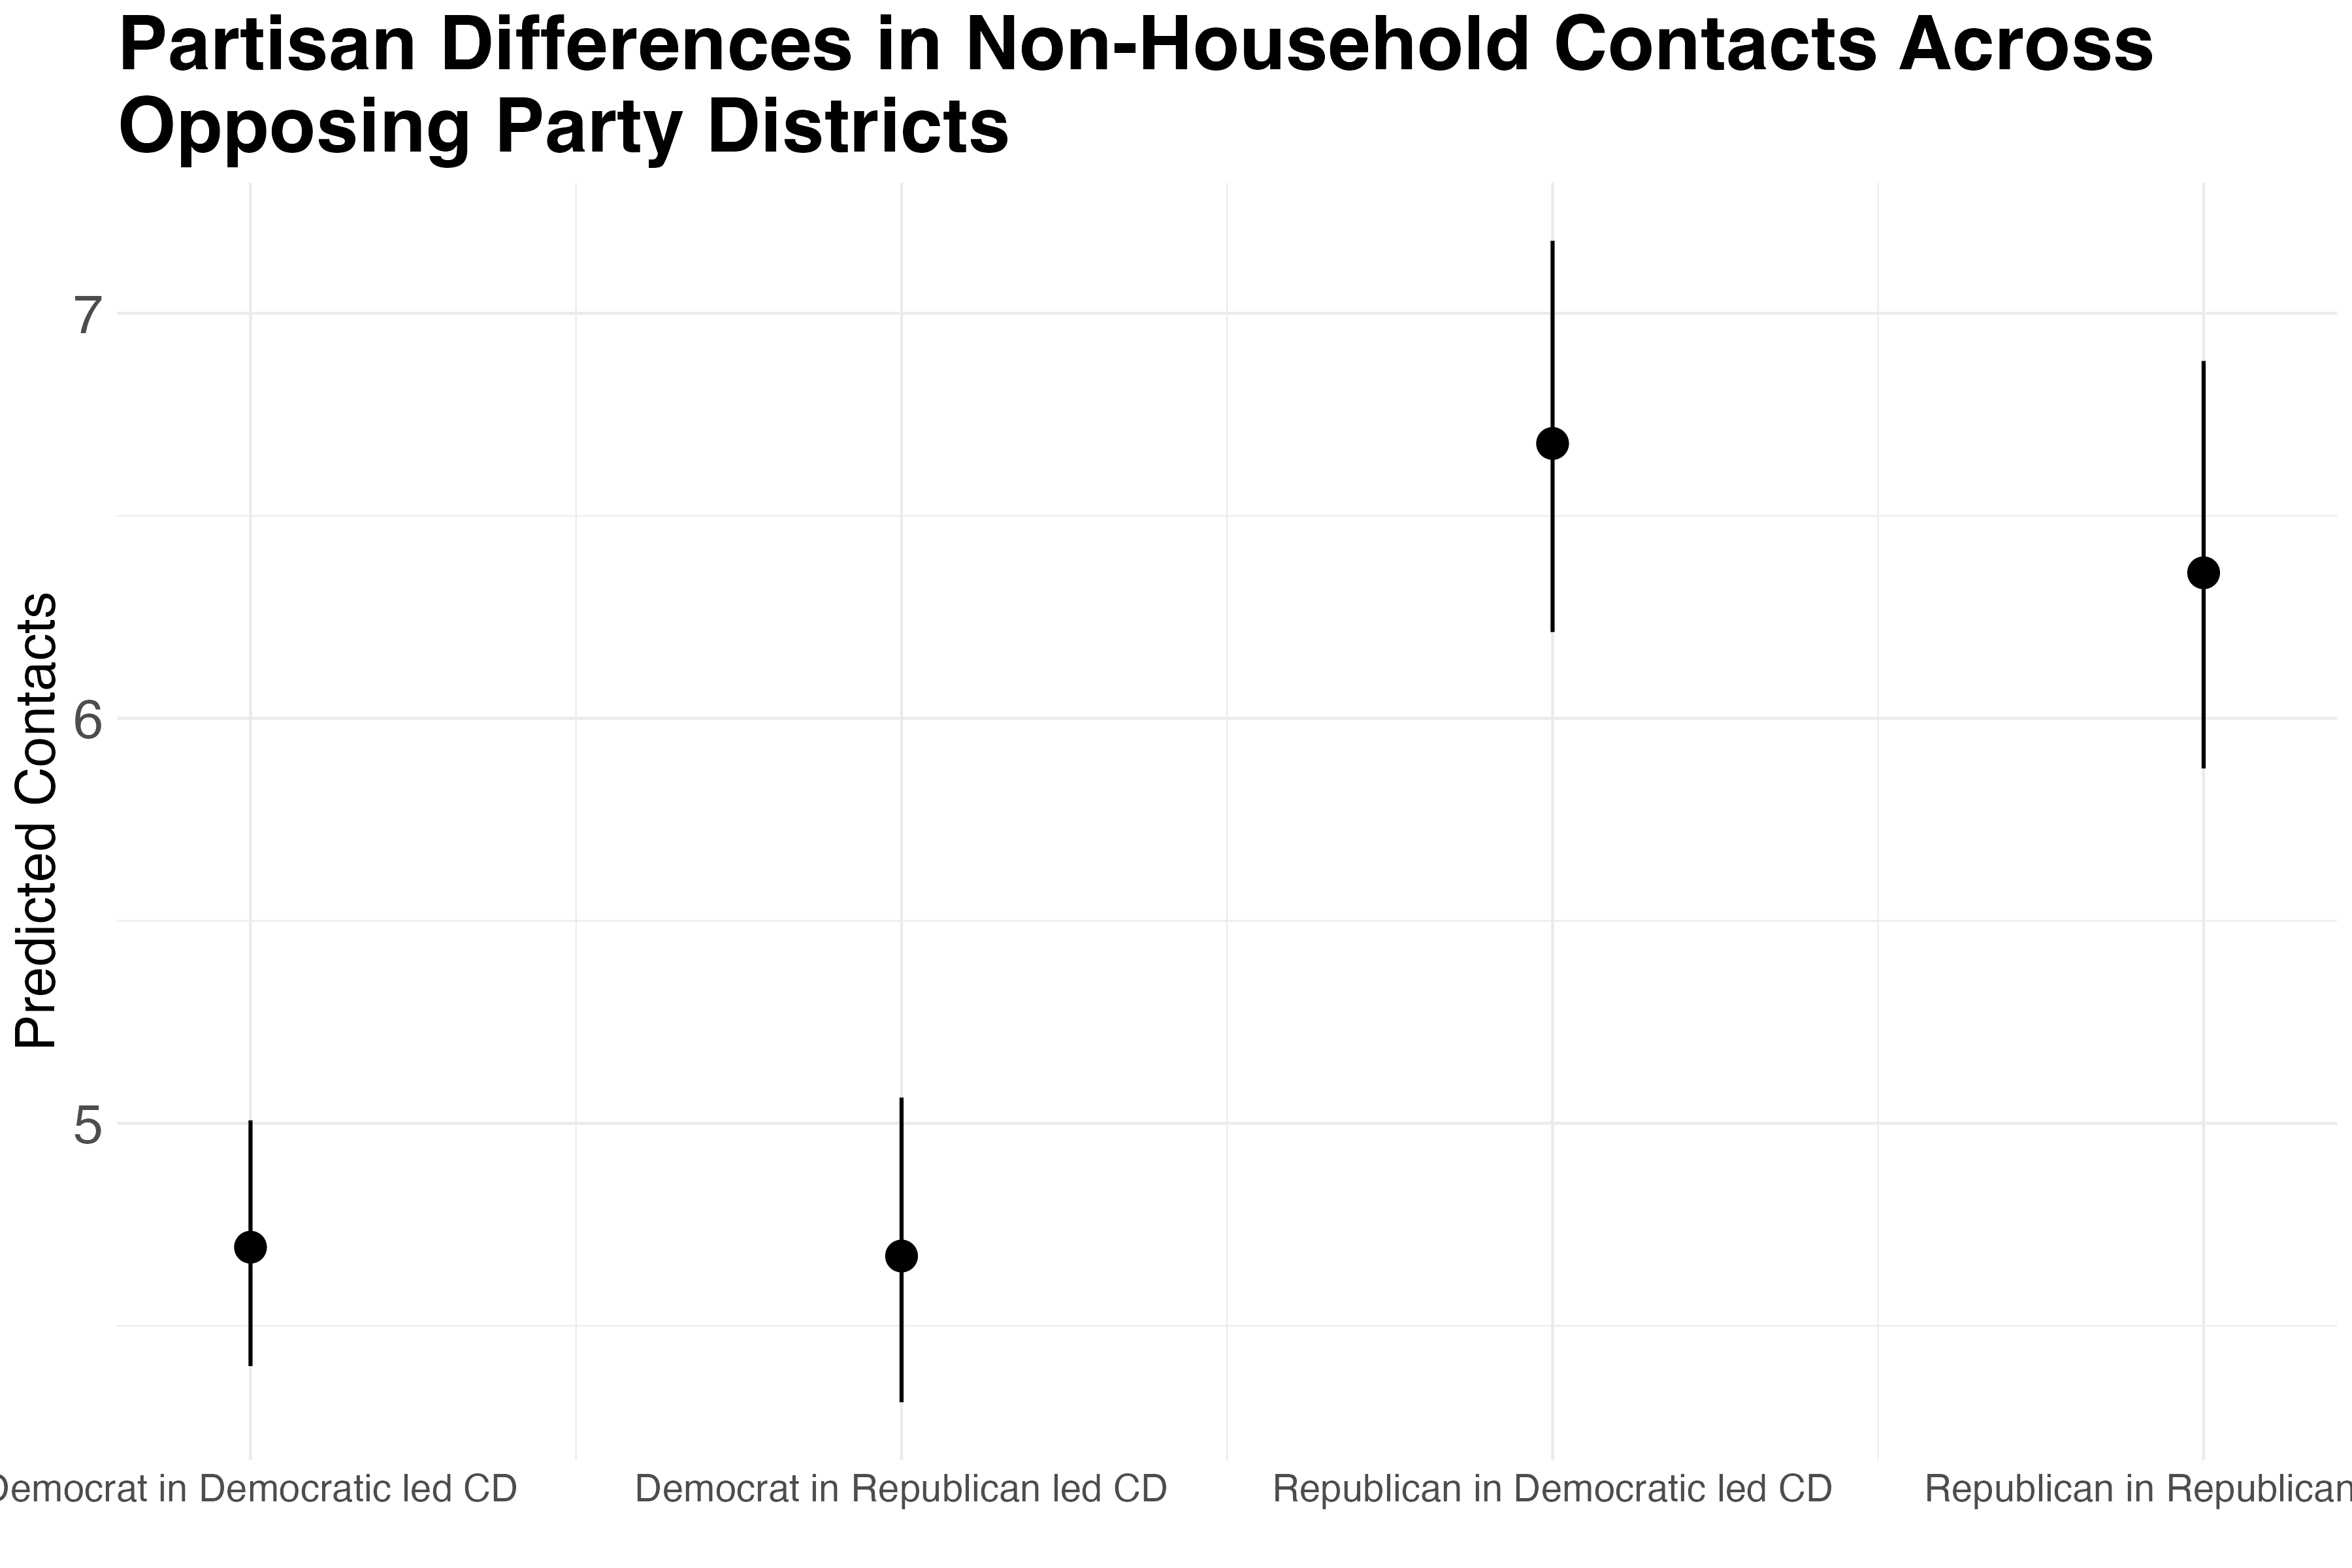 Partisan Differences in Non-Household Contacts Across
Opposing Party Districts
Predicted Contacts
7
6
5
Democrat in Democratic led CD
Democrat in Republican led CD
Republican in Democratic led CD
Republican in Republican